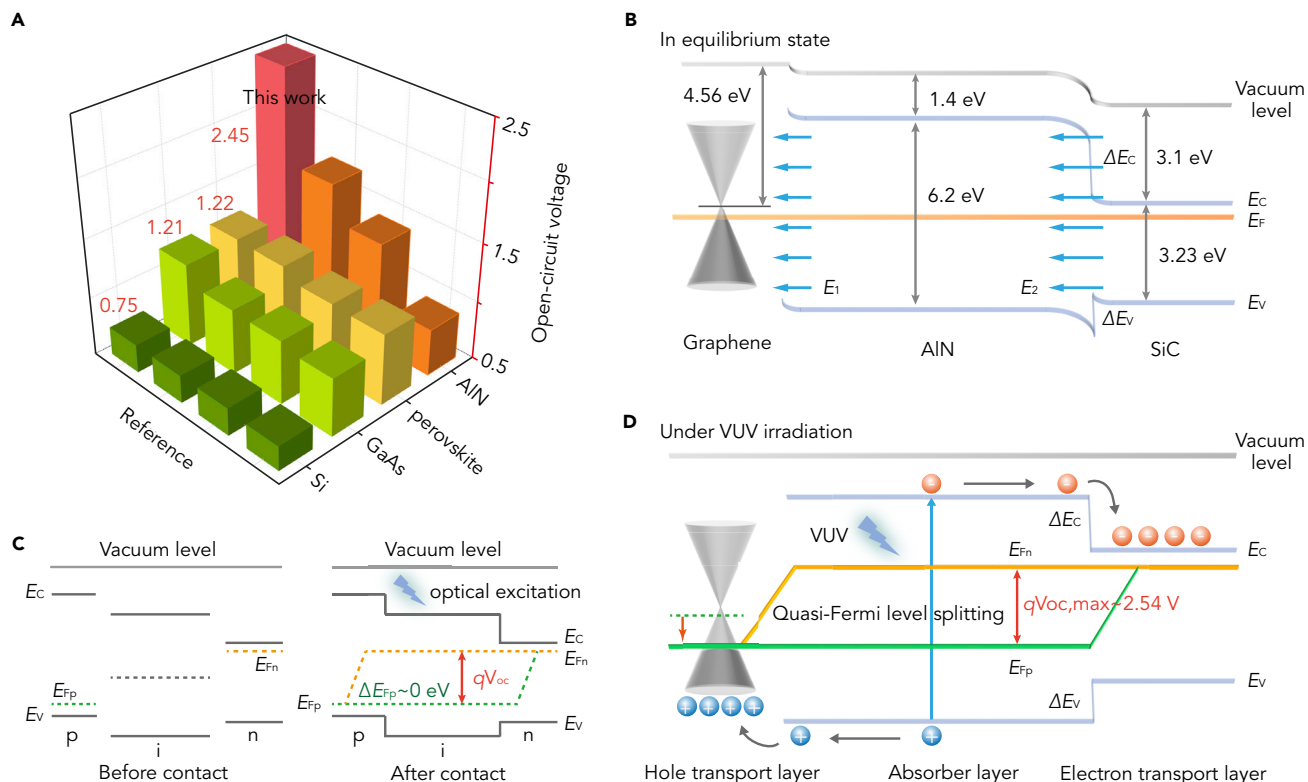 A
This work
2.45
1.22
1.21
0.75
2.5
1.5
0.5
Open-circuit voltage
Reference
Si
GaAs
perovskite
AlN
B
In equilibrium state
4.56 eV
1.4 eV
Vacuum
level
ΔEC
3.1 eV
6.2 eV
EC
EF
3.23 eV
E1
E2
EV
ΔEV
Graphene
AlN
SiC
C
Vacuum level
EC
EFn
EFp
EV
p
i
n
Before contact
Vacuum level
optical excitation
EC
EFn
qVoc
ΔEFp~0 eV
EFp
EV
p
i
n
After contact
D
Under VUV irradiation
Vacuum
level
ΔEC
VUV
EFn
EC
Quasi-Fermi level splitting
qVoc,max~2.54 V
EFp
EV
ΔEV
Hole transport layer
Absorber layer
Electron transport layer